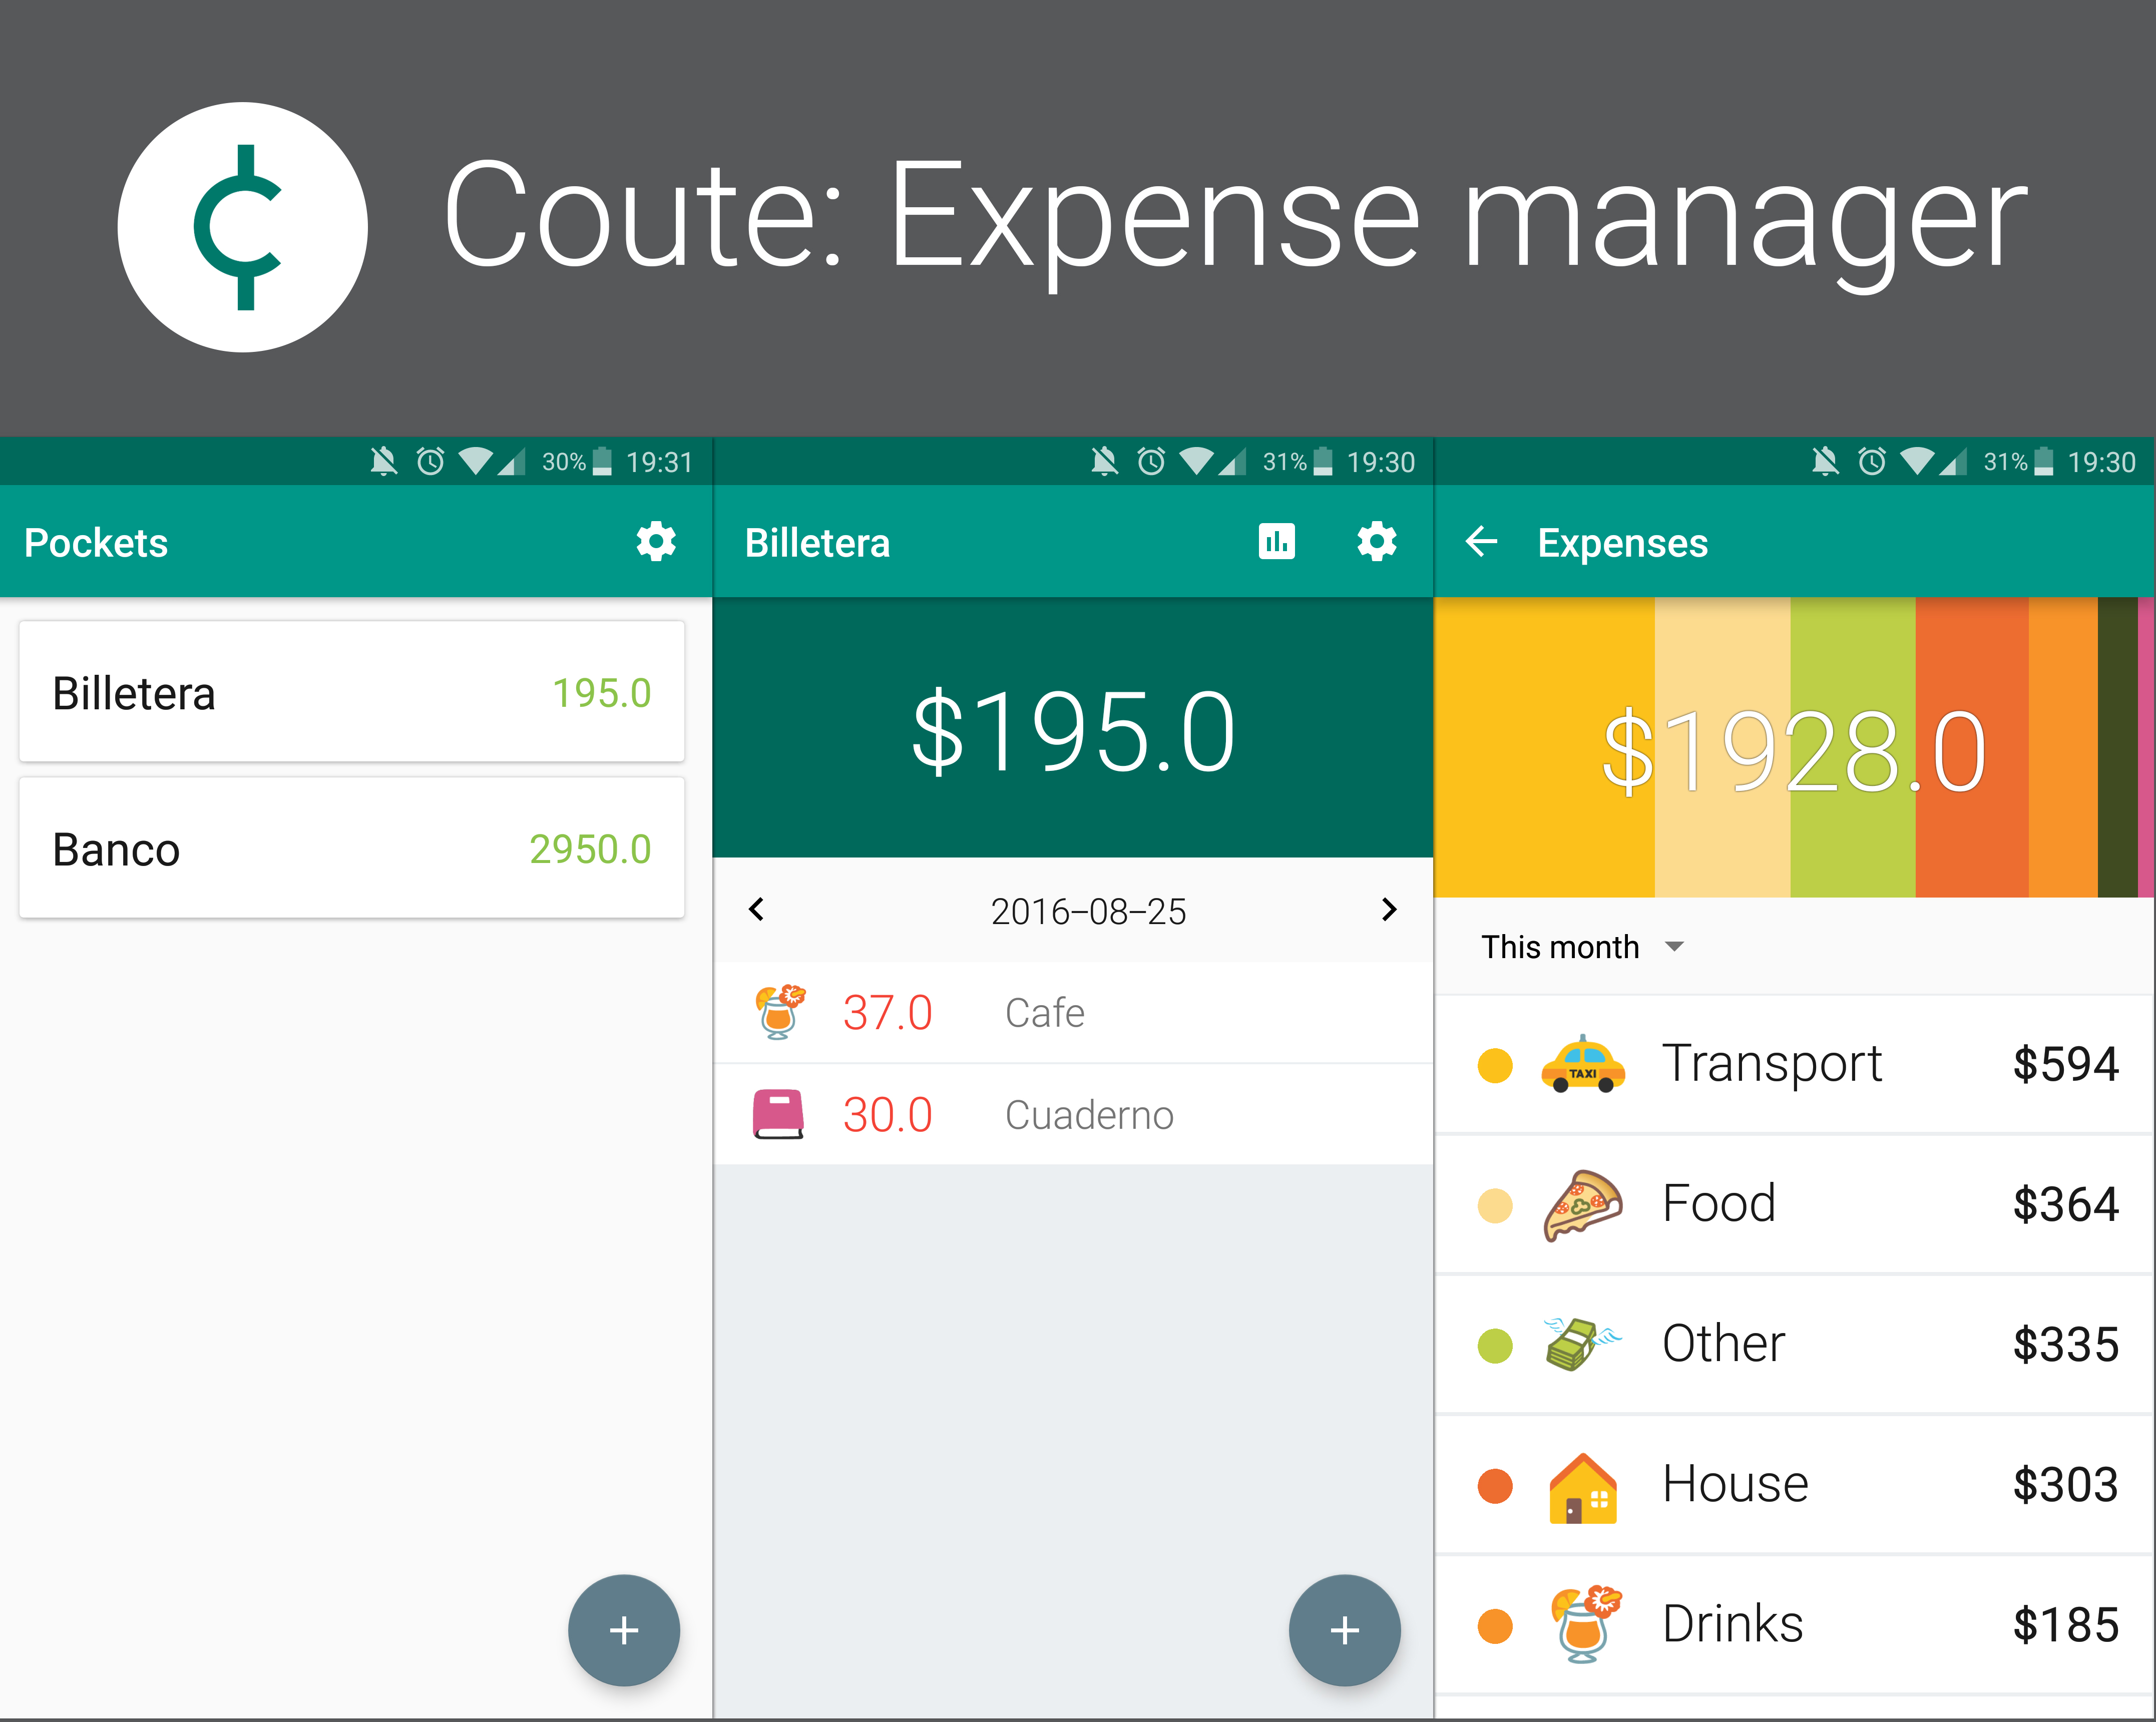 ¢ Coute: Expense manager
30% 19:31
Pockets
Billetera 195.0
Banco 2950.0
+
31% 19:30
Billetera
$195.0
2016–08–25
37.0 Cafe
30.0 Cuaderno
+
31% 19:30
Expenses
$1928.0
This month
TAXI Transport $594
Food $364
Other $335
House $303
Drinks $185